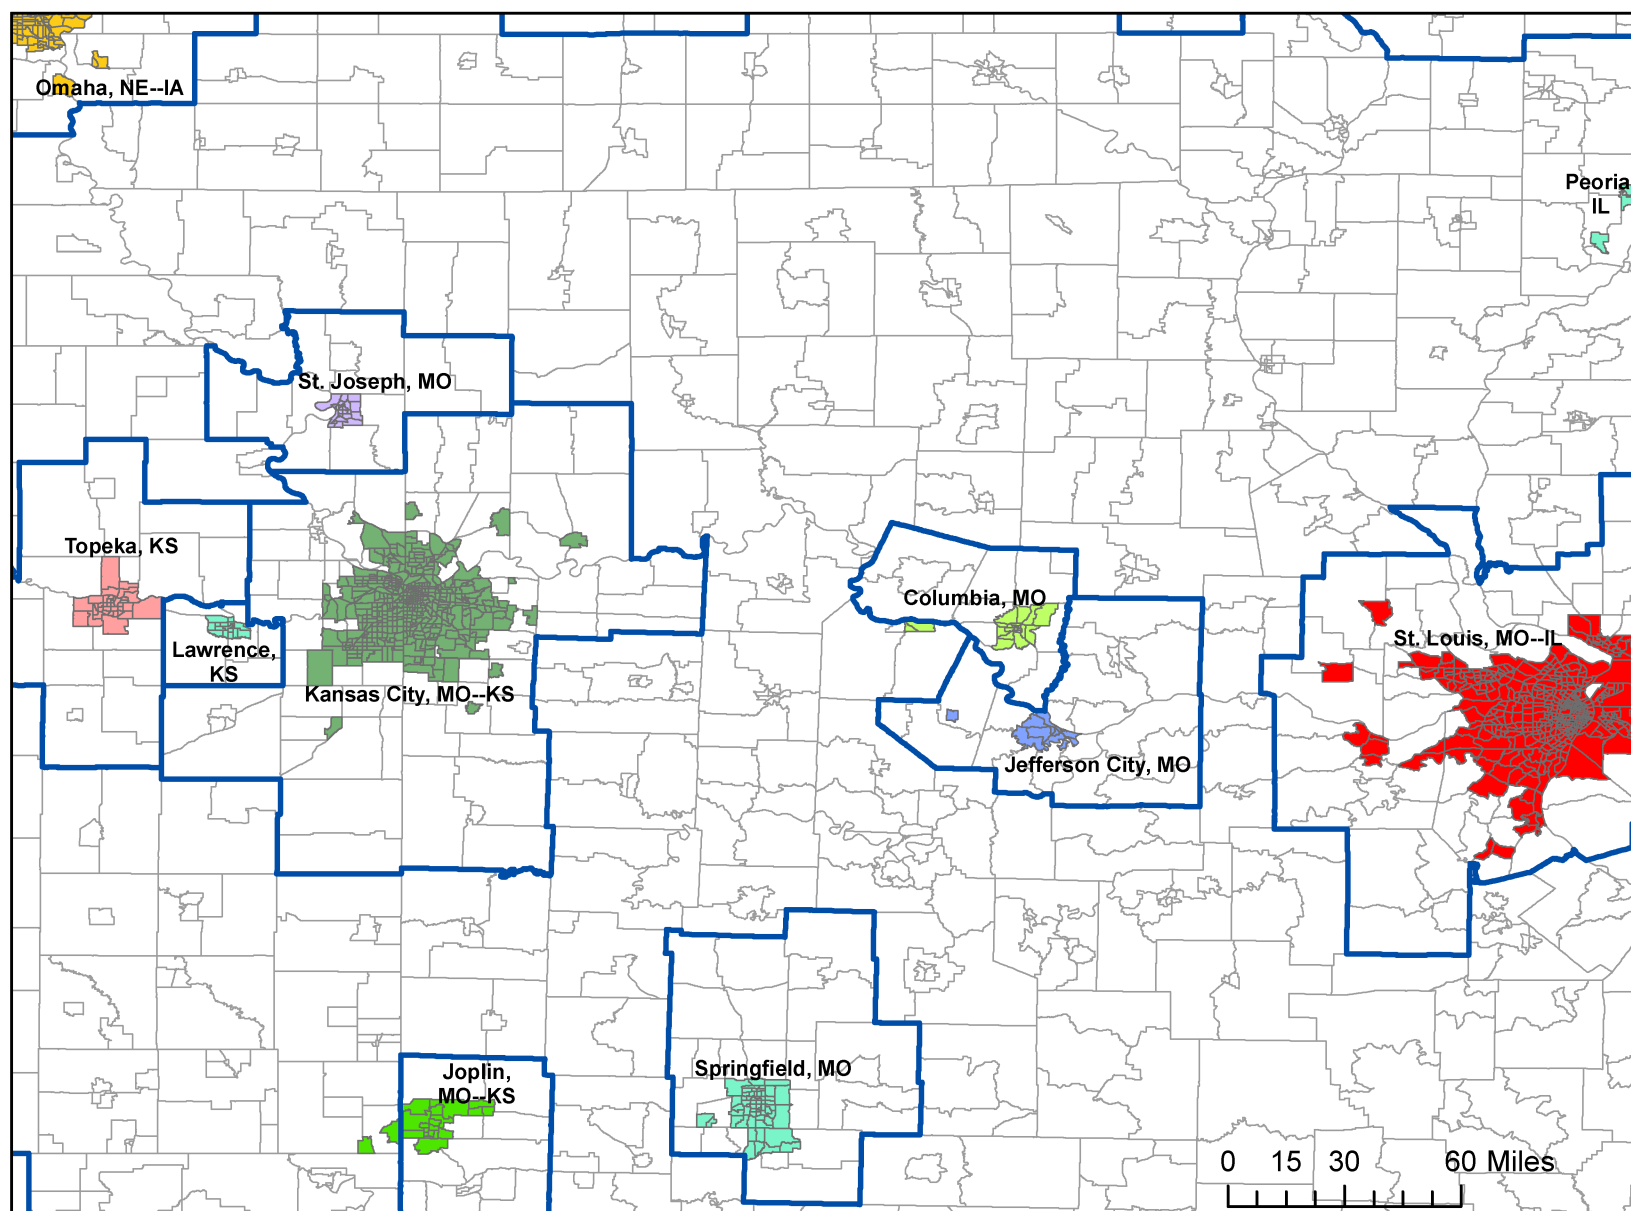 Omaha, NE--IA
Peoria
IL
St. Joseph, MO
Topeka, KS
Columbia, MO
St. Louis, MO--IL
Lawrence,
KS
Kansas City, MO--KS
Jefferson City, MO
Springfield, MO
Joplin,
MO--KS
0 15 30 60 Miles